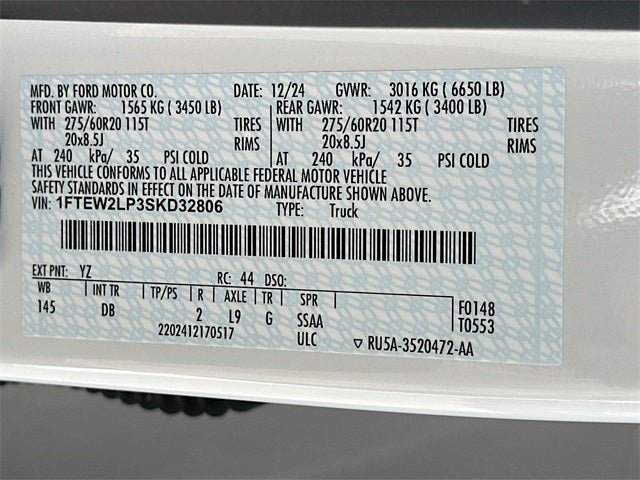 MFD. BY FORD MOTOR CO. DATE: 12/24 GVWR: 3016 KG ( 6650 LB)
FRONT GAWR: 1565 KG ( 3450 LB) REAR GAWR: 1542 KG ( 3400 LB)
WITH 275/60R20 115T TIRES WITH 275/60R20 115T TIRES
20x8.5J RIMS 20x8.5J RIMS
AT 240 kPa/ 35 PSI COLD AT 240 kPa/ 35 PSI COLD
THIS VEHICLE CONFORMS TO ALL APPLICABLE FEDERAL MOTOR VEHICLE
SAFETY STANDARDS IN EFFECT ON THE DATE OF MANUFACTURE SHOWN ABOVE.
VIN: 1FTEW2LP3SKD32806 TYPE: Truck
EXT PNT: YZ RC: 44 DSO:
WB INT TR TP/PS R AXLE TR SPR F0148
145 DB 2 L9 G SSAA T0553
2202412170517 ULC ▽ RU5A-3520472-AA